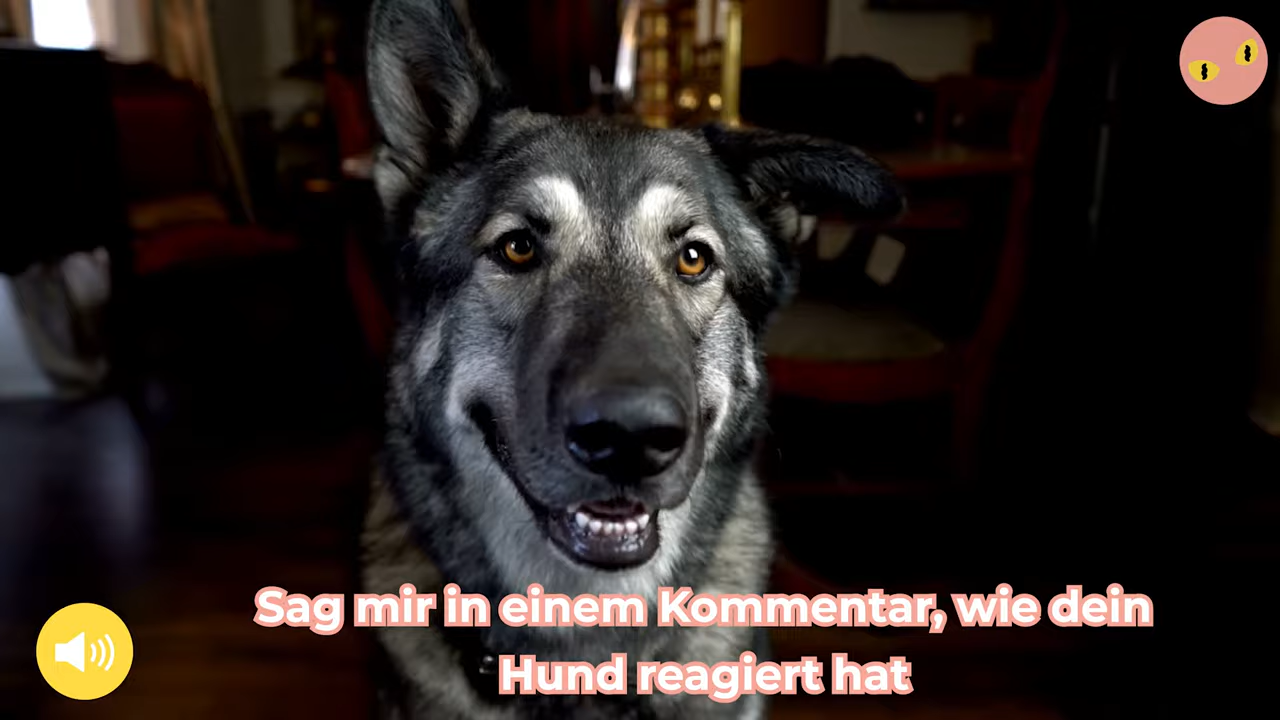 Sag mir in einem Kommentar, wie dein
Hund reagiert hat